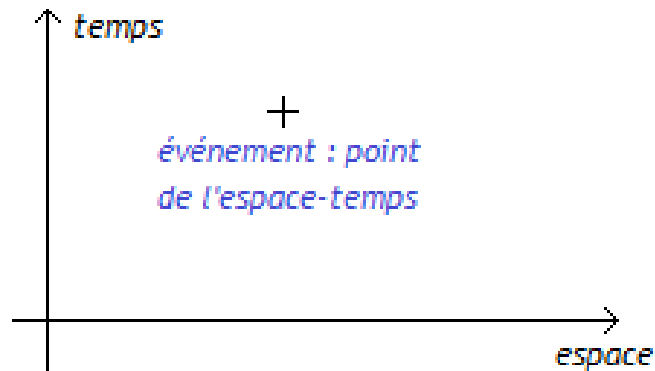 temps
événement : point
de l'espace-temps
espace